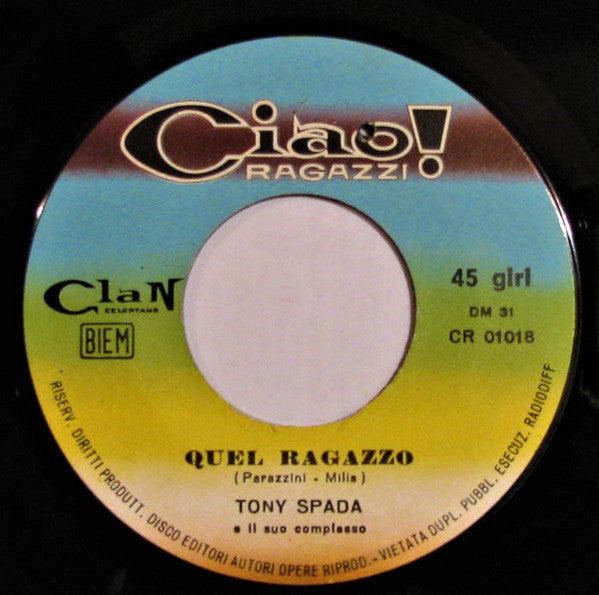 Ciao!
RAGAZZI
Clan
CELENTANO
BIEM
45 giri
DM 31
CR 01018
QUEL RAGAZZO
(Parazzini - Milis)
TONY SPADA
e il suo complesso
RISERV. DIRITTI PRODUTT. DISCO EDITORI AUTORI OPERE RIPROD. - VIETATA DUPL. PUBBL. ESECUZ. RADIODIFF